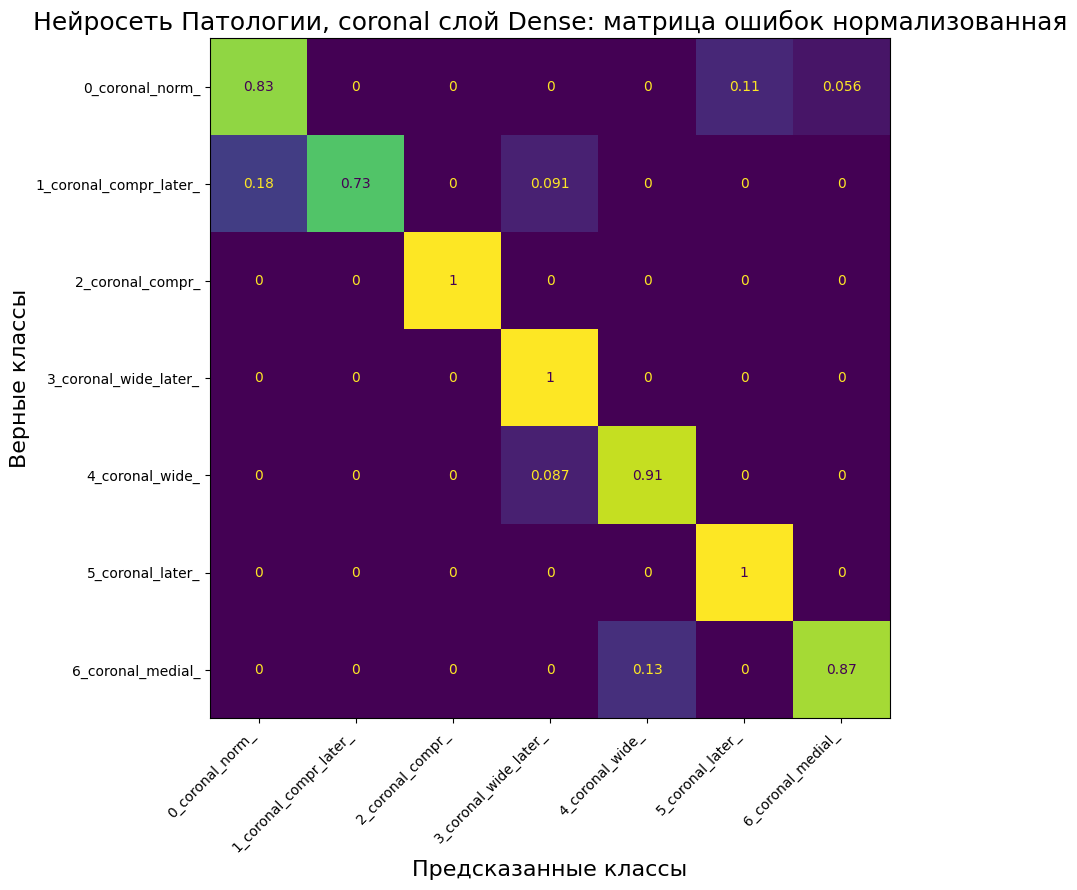 Нейросеть Патологии, coronal слой Dense: матрица ошибок нормализованная
Верные классы
0_coronal_norm_ 0.83 0 0 0 0 0.11 0.056
1_coronal_compr_later_ 0.18 0.73 0 0.091 0 0 0
2_coronal_compr_ 0 0 1 0 0 0 0
3_coronal_wide_later_ 0 0 0 1 0 0 0
4_coronal_wide_ 0 0 0 0.087 0.91 0 0
5_coronal_later_ 0 0 0 0 0 1 0
6_coronal_medial_ 0 0 0 0 0.13 0 0.87
0_coronal_norm_
1_coronal_compr_later_
2_coronal_compr_
3_coronal_wide_later_
4_coronal_wide_
5_coronal_later_
6_coronal_medial_
Предсказанные классы